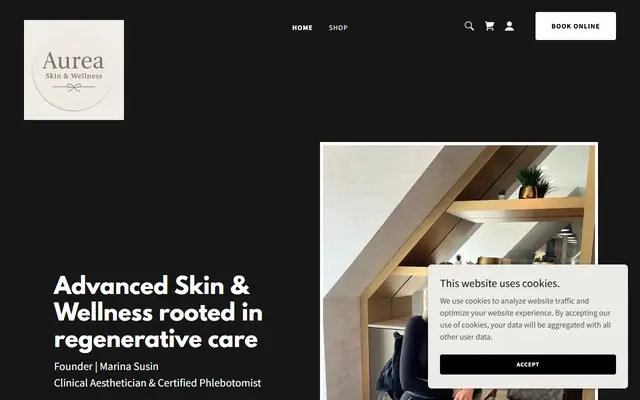 Aurea
Skin & Wellness
HOME
SHOP
BOOK ONLINE
Advanced Skin &
Wellness rooted in
regenerative care
Founder | Marina Susin
Clinical Aesthetician & Certified Phlebotomist
This website uses cookies.
We use cookies to analyze website traffic and
optimize your website experience. By accepting
our use of cookies, your data will be aggregated with all
other user data.
ACCEPT